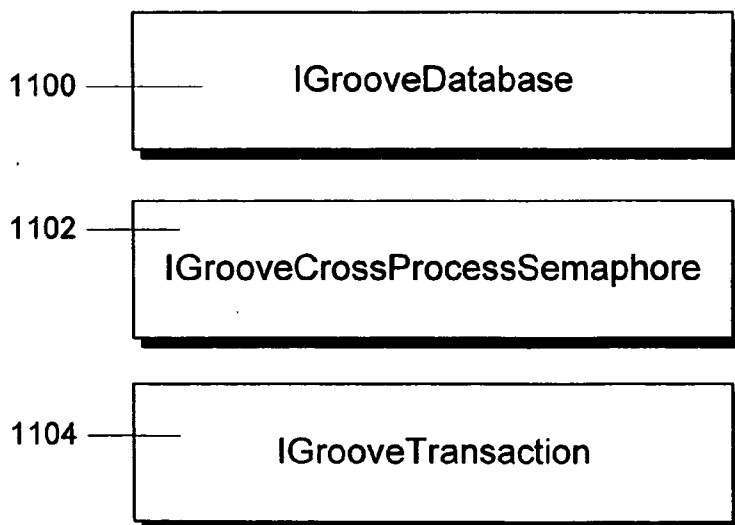 1100
IGrooveDatabase
1102
IGrooveCrossProcessSemaphore
1104
IGrooveTransaction